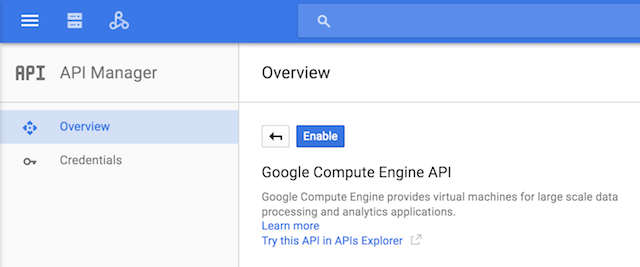 API API Manager
Overview
Overview
Credentials
Enable
Google Compute Engine API
Google Compute Engine provides virtual machines for large scale data
processing and analytics applications.
Learn more
Try this API in APIs Explorer